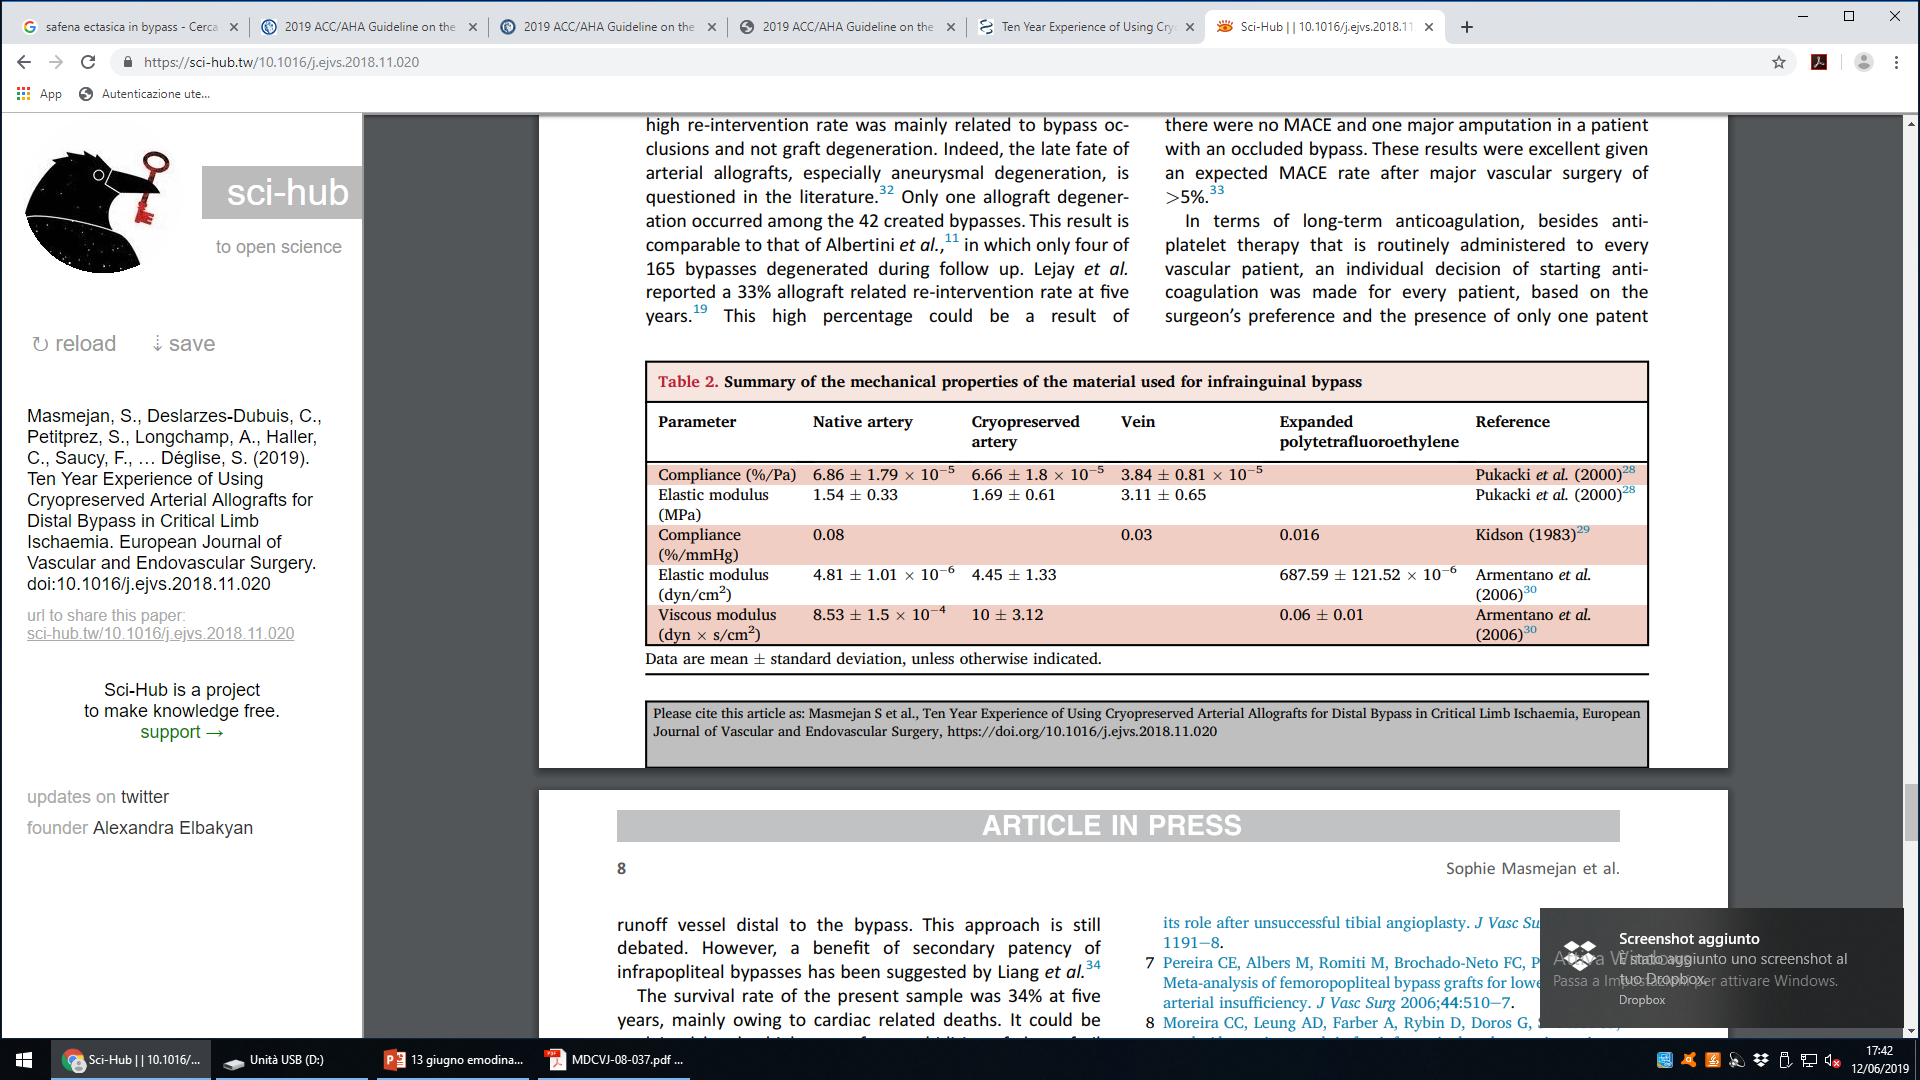 safena ectasica in bypass - Cerca
2019 ACC/AHA Guideline on the
2019 ACC/AHA Guideline on the
2019 ACC/AHA Guideline on the
Ten Year Experience of Using Cry
Sci-Hub | | 10.1016/j.ejvs.2018.11
https://sci-hub.tw/10.1016/j.ejvs.2018.11.020
App
Autenticazione ute...
sci-hub
to open science
↻ reload ⇣ save
Masmejan, S., Deslarzes-Dubuis, C.,
Petitprez, S., Longchamp, A., Haller,
C., Saucy, F., … Déglise, S. (2019).
Ten Year Experience of Using
Cryopreserved Arterial Allografts for
Distal Bypass in Critical Limb
Ischaemia. European Journal of
Vascular and Endovascular Surgery.
doi:10.1016/j.ejvs.2018.11.020
url to share this paper:
sci-hub.tw/10.1016/j.ejvs.2018.11.020
Sci-Hub is a project
to make knowledge free.
support →
updates on twitter
founder Alexandra Elbakyan
high re-intervention rate was mainly related to bypass oc-
clusions and not graft degeneration. Indeed, the late fate of
arterial allografts, especially aneurysmal degeneration, is
questioned in the literature.32 Only one allograft degener-
ation occurred among the 42 created bypasses. This result is
comparable to that of Albertini et al.,11 in which only four of
165 bypasses degenerated during follow up. Lejay et al.
reported a 33% allograft related re-intervention rate at five
years.19 This high percentage could be a result of
there were no MACE and one major amputation in a patient
with an occluded bypass. These results were excellent given
an expected MACE rate after major vascular surgery of
>5%.33
In terms of long-term anticoagulation, besides anti-
platelet therapy that is routinely administered to every
vascular patient, an individual decision of starting anti-
coagulation was made for every patient, based on the
surgeon's preference and the presence of only one patent
Table 2. Summary of the mechanical properties of the material used for infrainguinal bypass
Parameter Native artery Cryopreserved Vein Expanded Reference
artery polytetrafluoroethylene
Compliance (%/Pa) 6.86 ± 1.79 × 10−5 6.66 ± 1.8 × 10−5 3.84 ± 0.81 × 10−5 Pukacki et al. (2000)28
Elastic modulus 1.54 ± 0.33 1.69 ± 0.61 3.11 ± 0.65 Pukacki et al. (2000)28
(MPa)
Compliance 0.08 0.03 0.016 Kidson (1983)29
(%/mmHg)
Elastic modulus 4.81 ± 1.01 × 10−6 4.45 ± 1.33 687.59 ± 121.52 × 10−6 Armentano et al.
(dyn/cm2) (2006)30
Viscous modulus 8.53 ± 1.5 × 10−4 10 ± 3.12 0.06 ± 0.01 Armentano et al.
(dyn × s/cm2) (2006)30
Data are mean ± standard deviation, unless otherwise indicated.
Please cite this article as: Masmejan S et al., Ten Year Experience of Using Cryopreserved Arterial Allografts for Distal Bypass in Critical Limb Ischaemia, European
Journal of Vascular and Endovascular Surgery, https://doi.org/10.1016/j.ejvs.2018.11.020
ARTICLE IN PRESS
8 Sophie Masmejan et al.
runoff vessel distal to the bypass. This approach is still
debated. However, a benefit of secondary patency of
infrapopliteal bypasses has been suggested by Liang et al.34
The survival rate of the present sample was 34% at five
years, mainly owing to cardiac related deaths. It could be
its role after unsuccessful tibial angioplasty. J Vasc Su
1191–8.
7 Pereira CE, Albers M, Romiti M, Brochado-Neto FC, P
Meta-analysis of femoropopliteal bypass grafts for lowe
arterial insufficiency. J Vasc Surg 2006;44:510–7.
8 Moreira CC, Leung AD, Farber A, Rybin D, Doros G,
Screenshot aggiunto
È stato aggiunto uno screenshot al
tuo Dropbox.
Dropbox
Passa a Impostazioni per attivare Windows.
Sci-Hub | | 10.1016/...
Unità USB (D:)
13 giugno emodina...
MDCVJ-08-037.pdf ...
17:42
12/06/2019